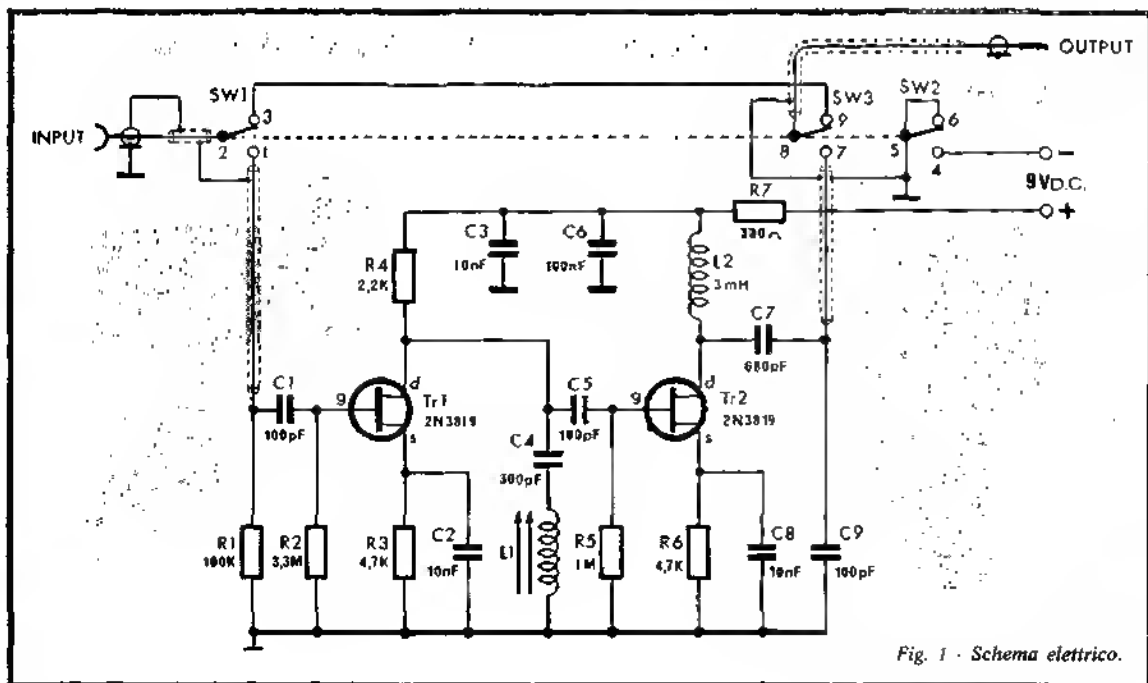 OUTPUT
SW1
SW3
SW2
3
9
6
INPUT
2
1
8
7
5
4
−
9V D.C.
+
R7
C3
10nF
C6
100nF
R4
2,2K
L2
3mH
C7
680pF
C1
100pF
g
d
Tr1
2N3819
s
C5
100pF
g
d
Tr2
2N3819
s
C4
300pF
R1
100K
R2
3,3M
R3
4,7K
C2
10nF
L1
R5
1M
R6
4,7K
C8
10nF
C9
100pF
Fig. 1 - Schema elettrico.